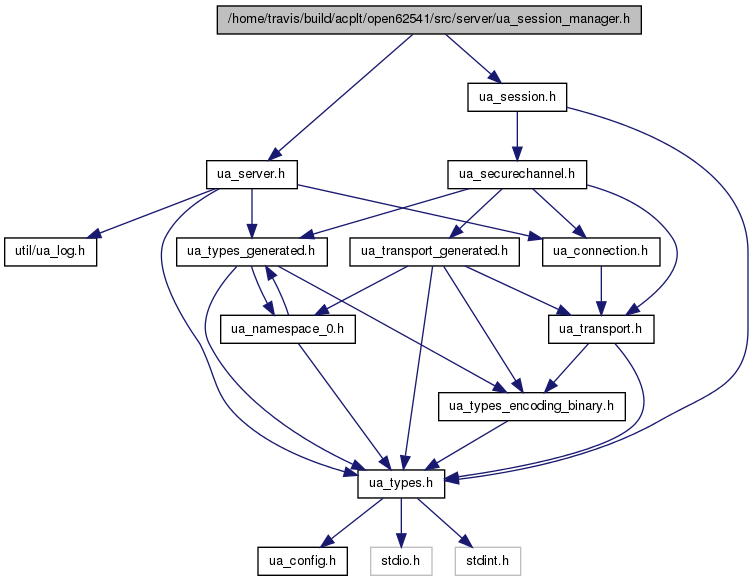 /home/travis/build/acplt/open62541/src/server/ua_session_manager.h
ua_session.h
ua_server.h
ua_securechannel.h
util/ua_log.h
ua_types_generated.h
ua_transport_generated.h
ua_connection.h
ua_namespace_0.h
ua_transport.h
ua_types_encoding_binary.h
ua_types.h
ua_config.h
stdio.h
stdint.h